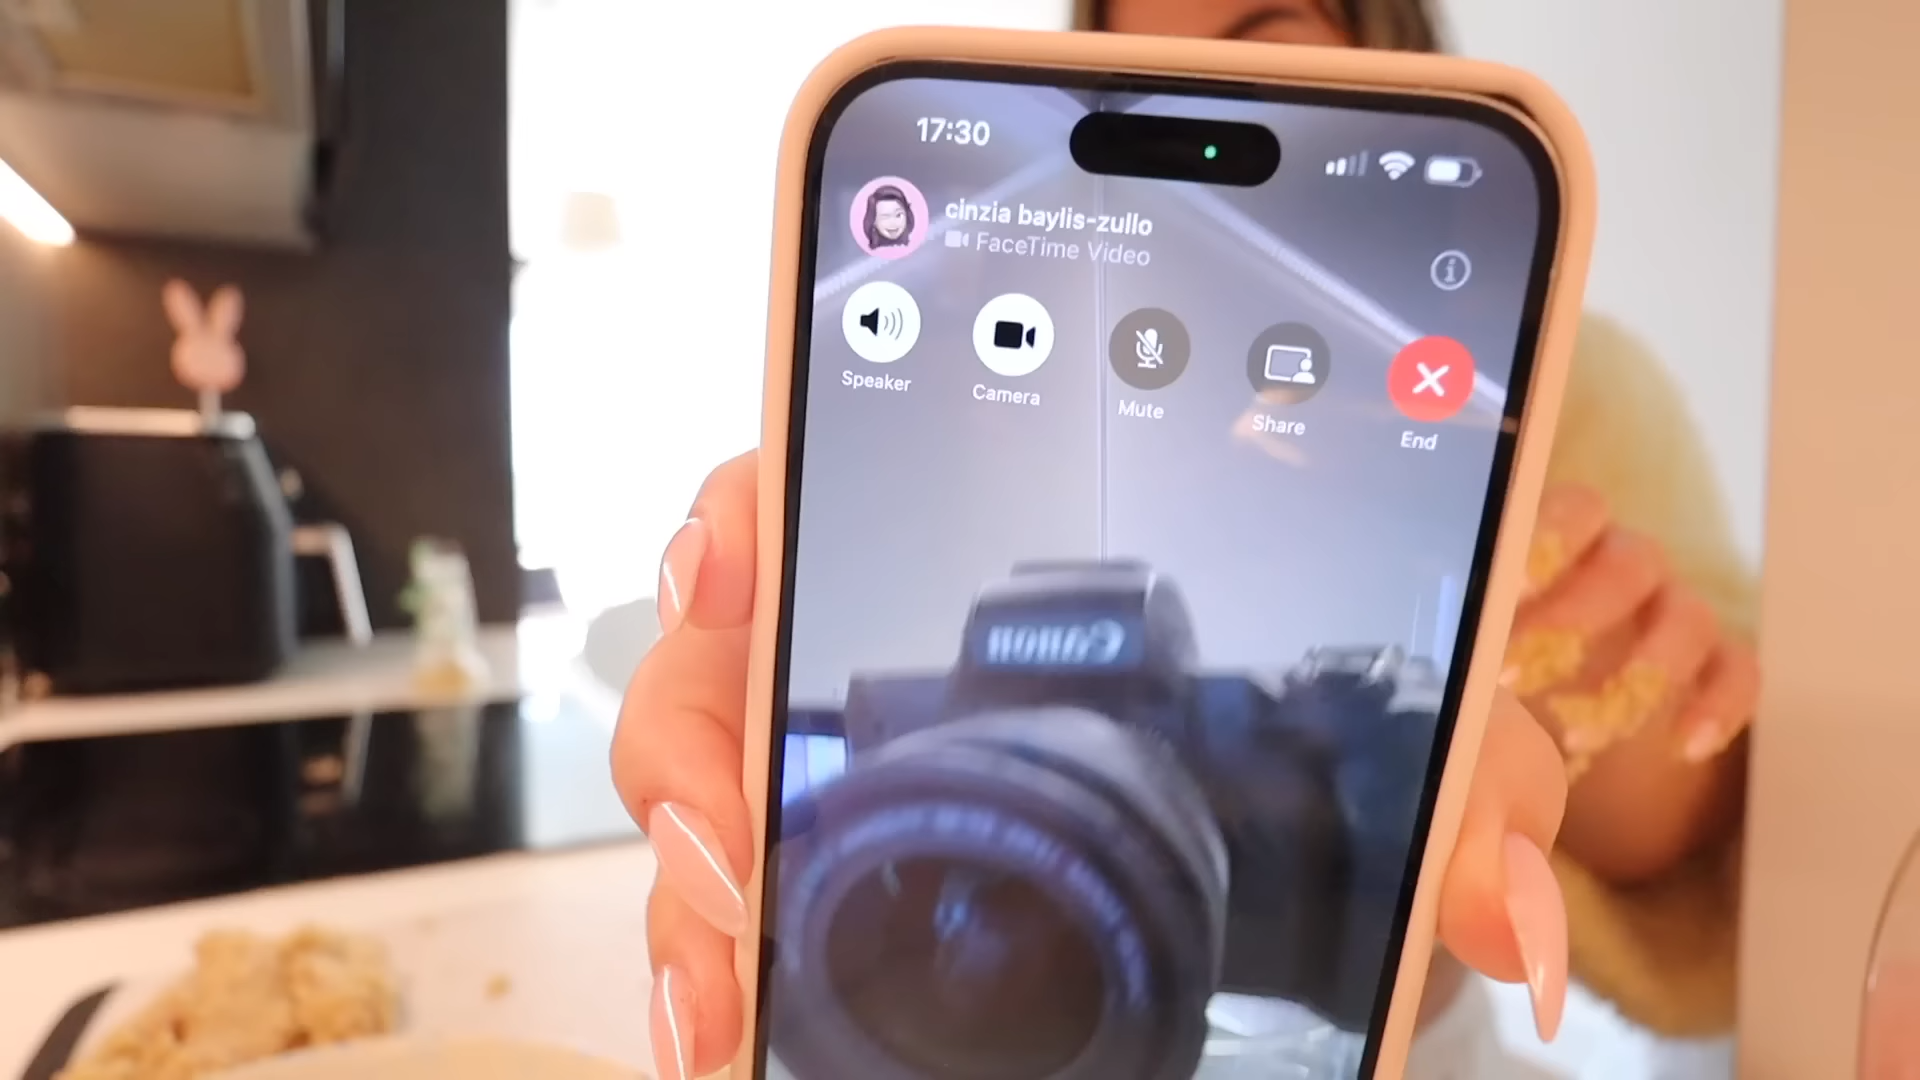 17:30
cinzia baylis-zullo
FaceTime Video
Speaker
Camera
Mute
Share
End
Canon